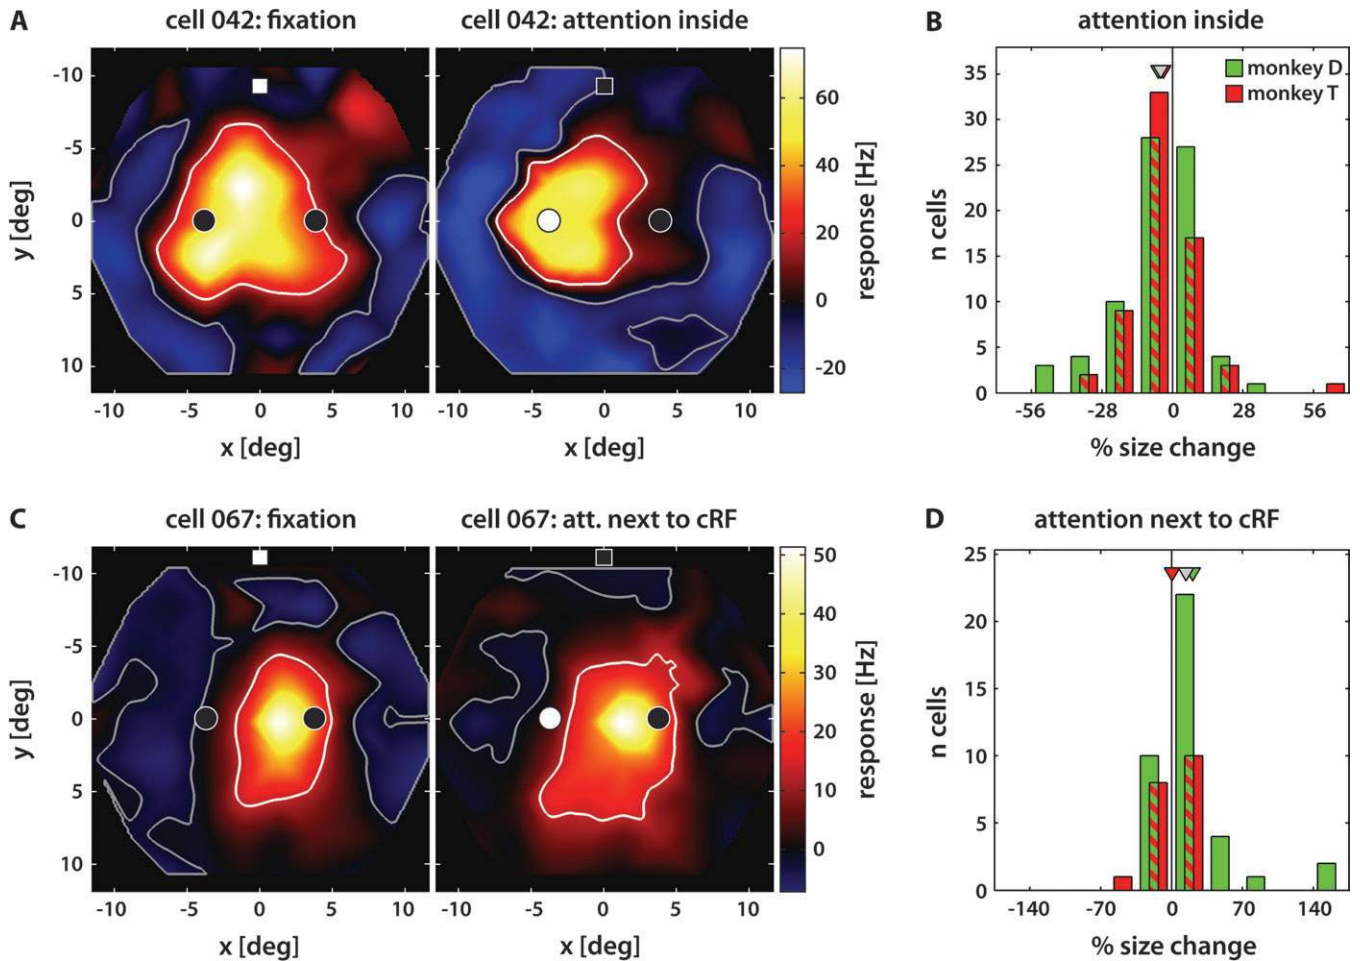 A
cell 042: fixation
cell 042: attention inside
-10
-5
0
5
10
y [deg]
-10 -5 0 5 10
x [deg]
-10 -5 0 5 10
x [deg]
60
40
20
0
-20
response [Hz]
B
attention inside
35
30
25
20
15
10
5
0
n cells
monkey D
monkey T
-56 -28 0 28 56
% size change
C
cell 067: fixation
cell 067: att. next to cRF
-10
-5
0
5
10
y [deg]
-10 -5 0 5 10
x [deg]
-10 -5 0 5 10
x [deg]
50
40
30
20
10
0
response [Hz]
D
attention next to cRF
25
20
15
10
5
0
n cells
-140 -70 0 70 140
% size change